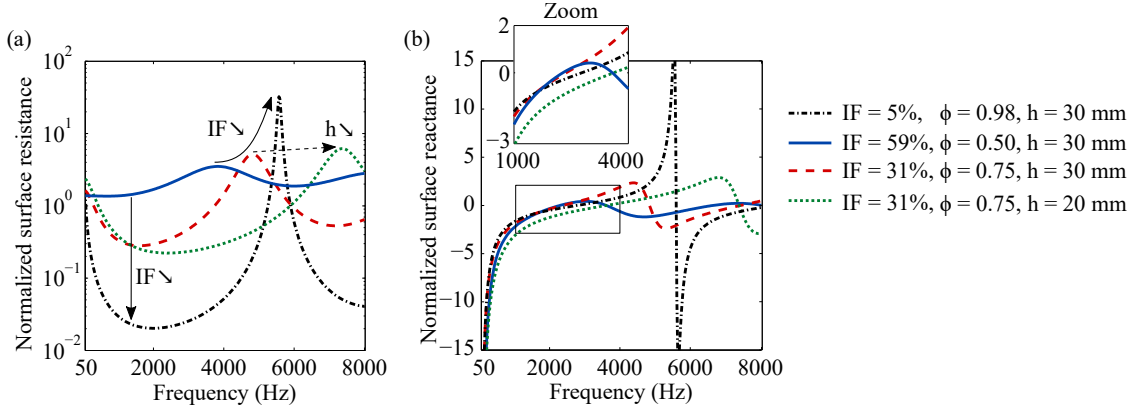 (a)
Normalized surface resistance
10^2
10^1
10^0
10^-1
10^-2
50 2000 4000 6000 8000
Frequency (Hz)
IF↘
h↘
IF↘
(b)
Zoom
2
0
−3
1000 4000
Normalized surface reactance
15
10
5
0
−5
−10
−15
50 2000 4000 6000 8000
Frequency (Hz)
IF = 5%, ϕ = 0.98, h = 30 mm
IF = 59%, ϕ = 0.50, h = 30 mm
IF = 31%, ϕ = 0.75, h = 30 mm
IF = 31%, ϕ = 0.75, h = 20 mm